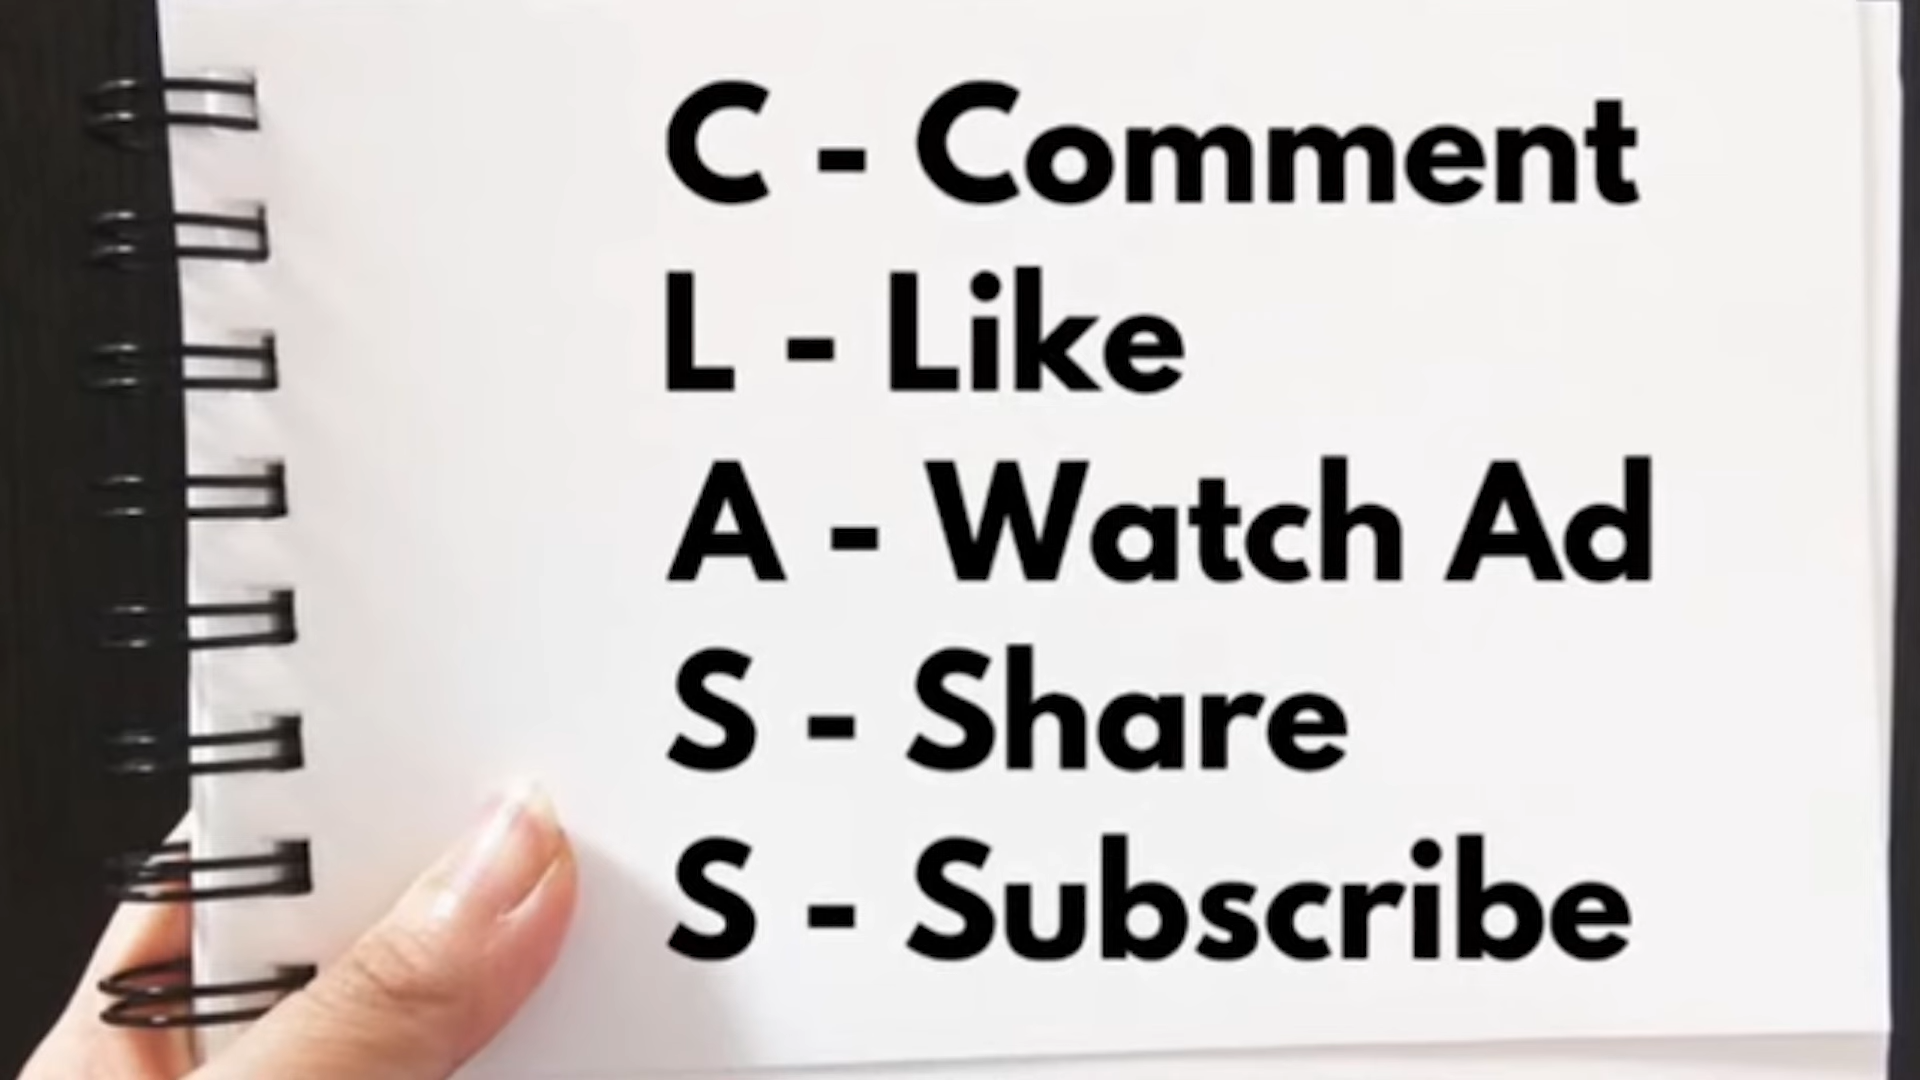 C - Comment
L - Like
A - Watch Ad
S - Share
S - Subscribe